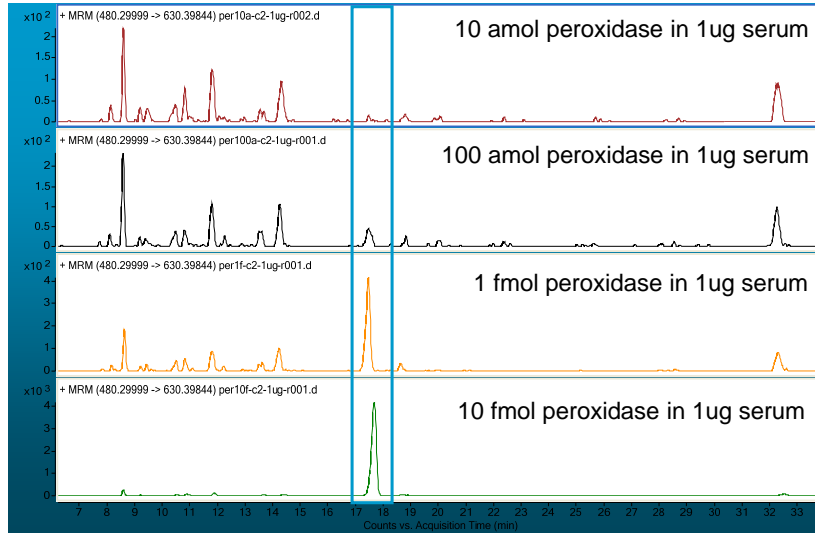 x10 2
+ MRM (480.29999 -> 630.39844) per10a-c2-1ug-r002.d
10 amol peroxidase in 1ug serum
2
1.5
1
0.5
0
x10 2
+ MRM (480.29999 -> 630.39844) per100a-c2-1ug-r001.d
100 amol peroxidase in 1ug serum
2
1.5
1
0.5
0
x10 2
+ MRM (480.29999 -> 630.39844) per1f-c2-1ug-r001.d
1 fmol peroxidase in 1ug serum
4
3
2
1
0
x10 3
+ MRM (480.29999 -> 630.39844) per10f-c2-1ug-r001.d
10 fmol peroxidase in 1ug serum
4
3
2
1
0
7 8 9 10 11 12 13 14 15 16 17 18 19 20 21 22 23 24 25 26 27 28 29 30 31 32 33
Counts vs. Acquisition Time (min)